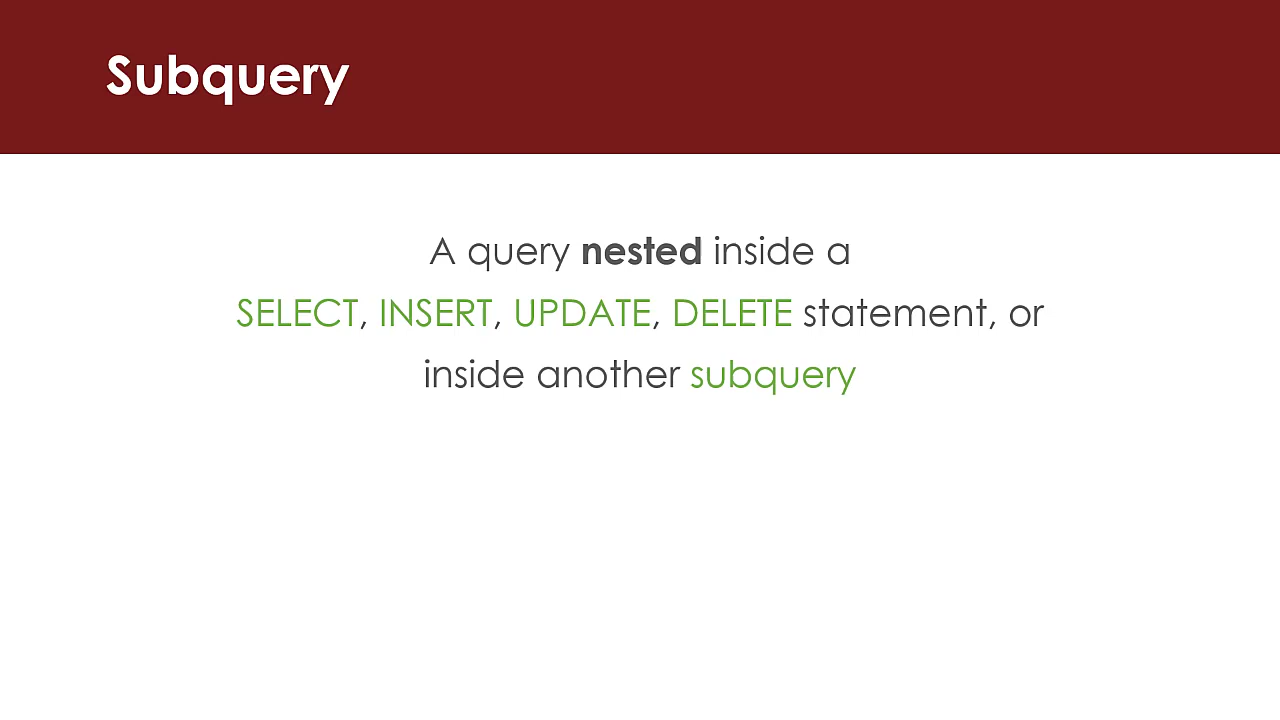 Subquery
A query nested inside a
SELECT, INSERT, UPDATE, DELETE statement, or
inside another subquery